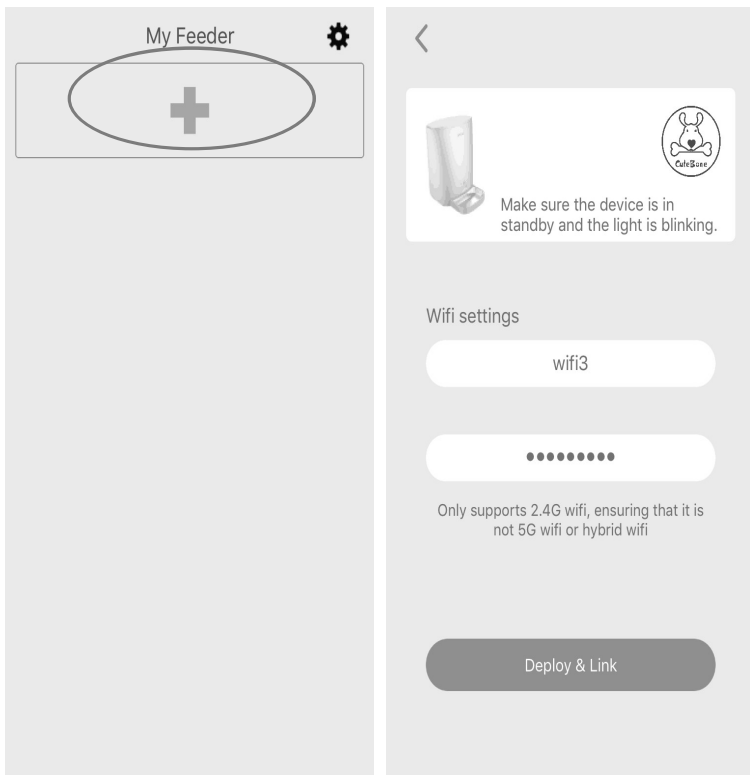 My Feeder
CuteBone
Make sure the device is in
standby and the light is blinking.
Wifi settings
wifi3
•••••••••
Only supports 2.4G wifi, ensuring that it is
not 5G wifi or hybrid wifi
Deploy & Link